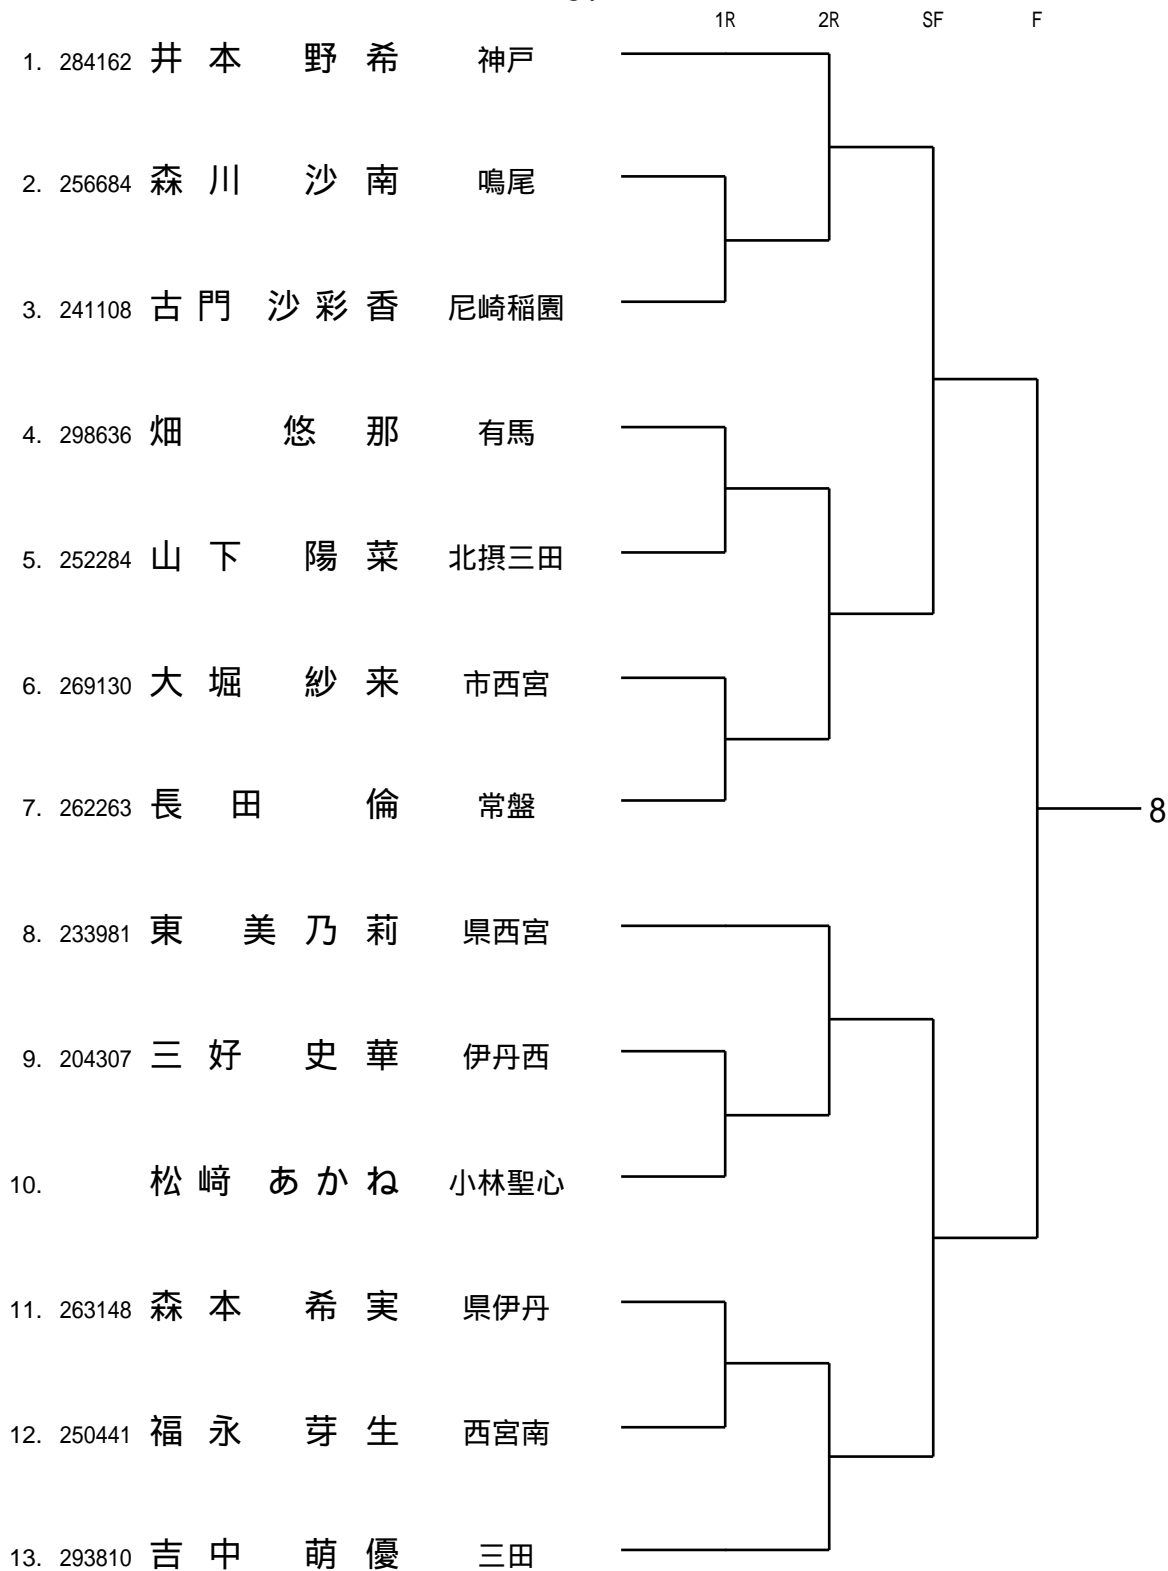 1R 2R SF F
1. 284162 井本 野希 神戸
2. 256684 森川 沙南 鳴尾
3. 241108 古門 沙彩香 尼崎稲園
4. 298636 畑 悠那 有馬
5. 252284 山下 陽菜 北摂三田
6. 269130 大堀 紗来 市西宮
7. 262263 長田 倫 常盤
8
8. 233981 東 美乃莉 県西宮
9. 204307 三好 史華 伊丹西
10. 松﨑 あかね 小林聖心
11. 263148 森本 希実 県伊丹
12. 250441 福永 芽生 西宮南
13. 293810 吉中 萌優 三田